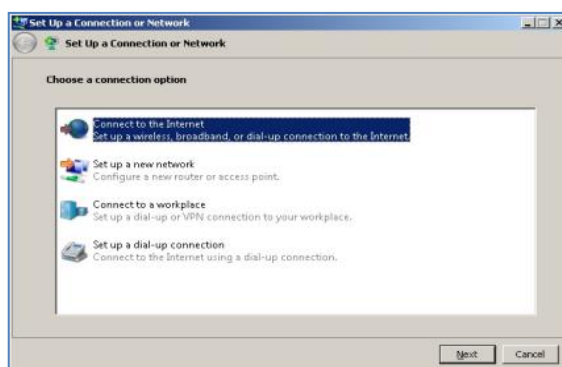 Set Up a Connection or Network
Set Up a Connection or Network
Choose a connection option
Connect to the Internet
Set up a wireless, broadband, or dial-up connection to the Internet.
Set up a new network
Configure a new router or access point.
Connect to a workplace
Set up a dial-up or VPN connection to your workplace.
Set up a dial-up connection
Connect to the Internet using a dial-up connection.
Next Cancel